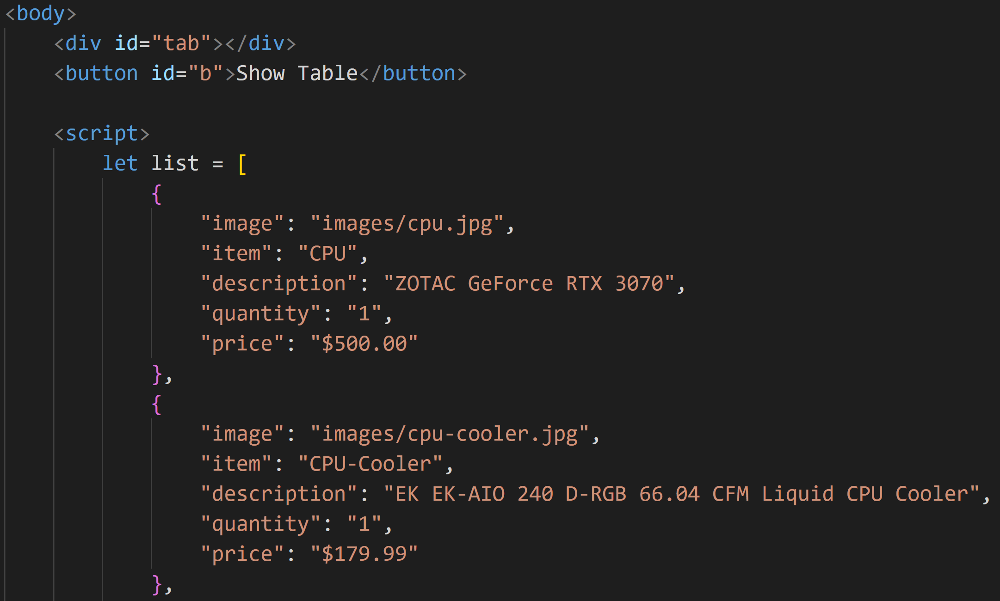 <body>
<div id="tab"></div>
<button id="b">Show Table</button>
<script>
let list = [
{
"image": "images/cpu.jpg",
"item": "CPU",
"description": "ZOTAC GeForce RTX 3070",
"quantity": "1",
"price": "$500.00"
},
{
"image": "images/cpu-cooler.jpg",
"item": "CPU-Cooler",
"description": "EK EK-AIO 240 D-RGB 66.04 CFM Liquid CPU Cooler",
"quantity": "1",
"price": "$179.99"
},